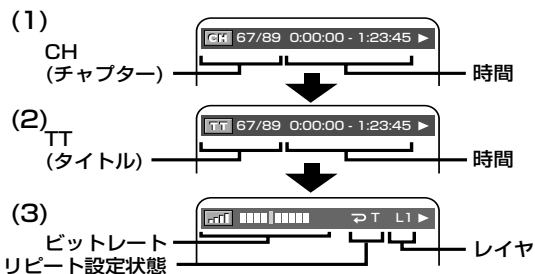 (1)
CH 67/89 0:00:00 - 1:23:45 ►
CH
(チャプター)
時間
(2)
TT 67/89 0:00:00 - 1:23:45 ►
TT
(タイトル)
時間
(3)
T L1 ►
ビットレート
リピート設定状態
レイヤ